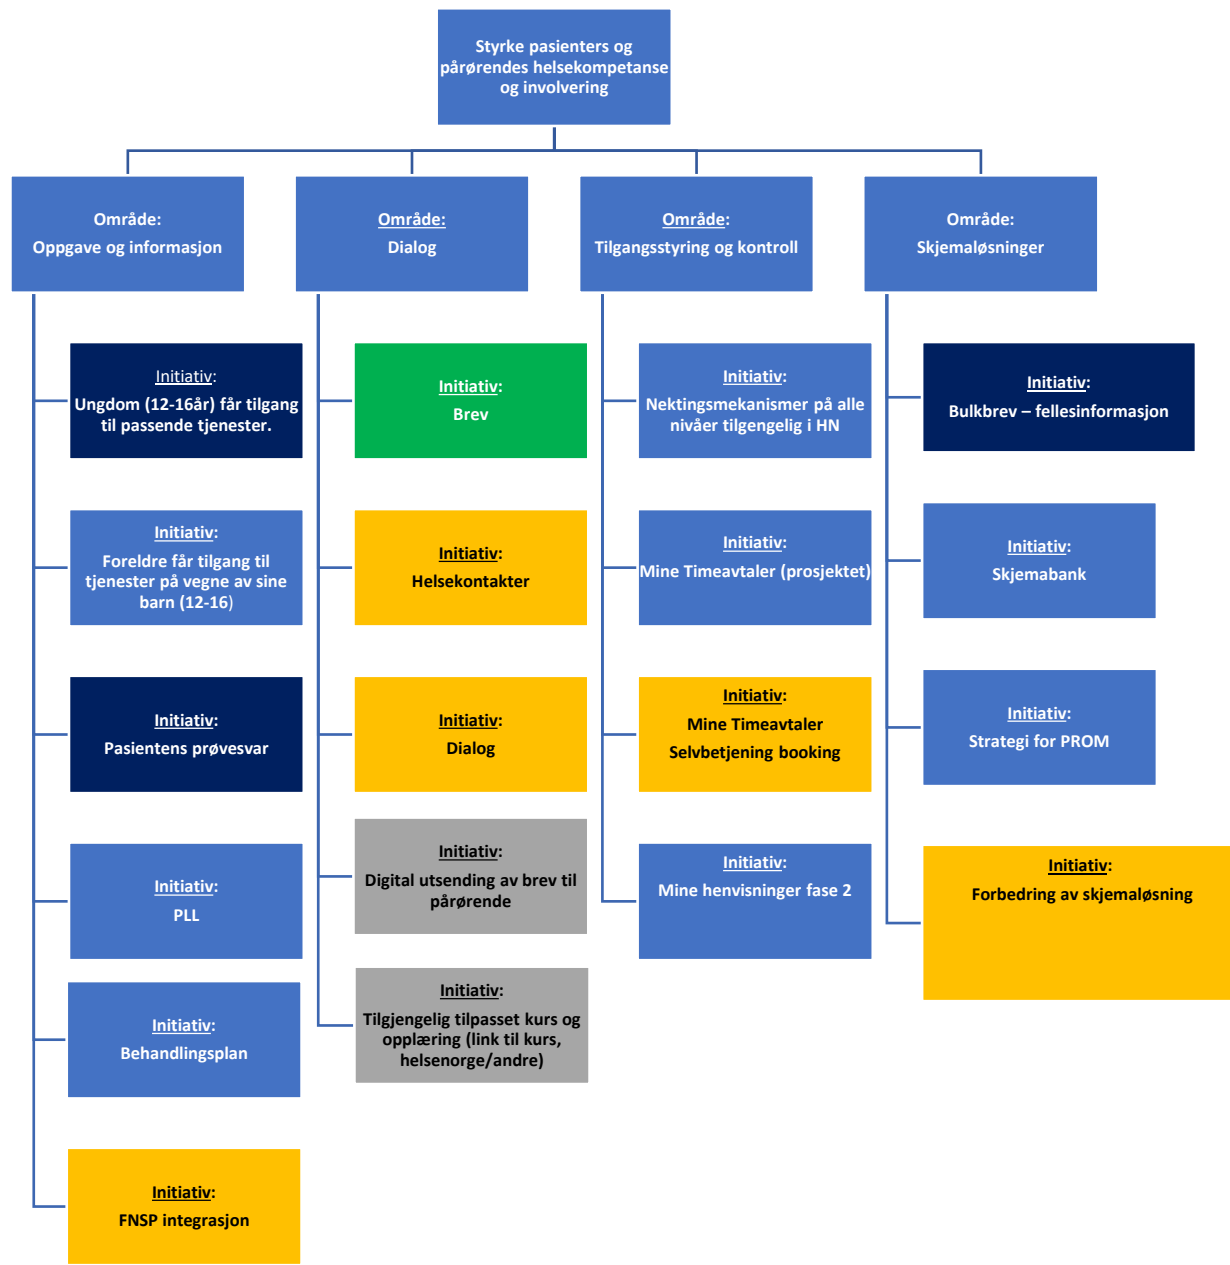 Styrke pasienters og
pårørendes helsekompetanse
og involvering
Område:
Oppgave og informasjon
Område:
Dialog
Område:
Tilgangsstyring og kontroll
Område:
Skjemaløsninger
Initiativ:
Ungdom (12-16år) får tilgang
til passende tjenester.
Initiativ:
Foreldre får tilgang til
tjenester på vegne av sine
barn (12-16)
Initiativ:
Pasientens prøvesvar
Initiativ:
PLL
Initiativ:
Behandlingsplan
Initiativ:
FNSP integrasjon
Initiativ:
Brev
Initiativ:
Helsekontakter
Initiativ:
Dialog
Initiativ:
Digital utsending av brev til
pårørende
Initiativ:
Tilgjengelig tilpasset kurs og
opplæring (link til kurs,
helsenorge/andre)
Initiativ:
Nektingsmekanismer på alle
nivåer tilgengelig i HN
Initiativ:
Mine Timeavtaler (prosjektet)
Initiativ:
Mine Timeavtaler
Selvbetjening booking
Initiativ:
Mine henvisninger fase 2
Initiativ:
Bulkbrev – fellesinformasjon
Initiativ:
Skjemabank
Initiativ:
Strategi for PROM
Initiativ:
Forbedring av skjemaløsning